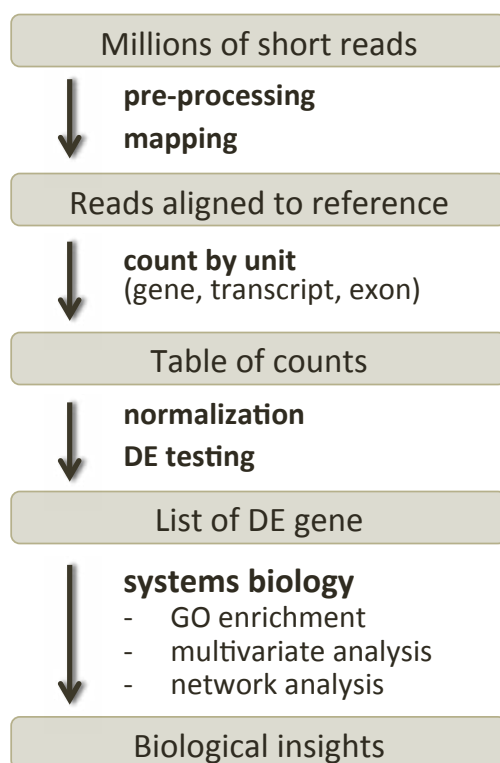 Millions of short reads
pre-processing
mapping
Reads aligned to reference
count by unit
(gene, transcript, exon)
Table of counts
normalization
DE testing
List of DE gene
systems biology
- GO enrichment
- multivariate analysis
- network analysis
Biological insights